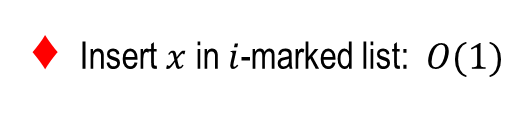 Insert 𝑥 in 𝑖-marked list: 𝑂(1)